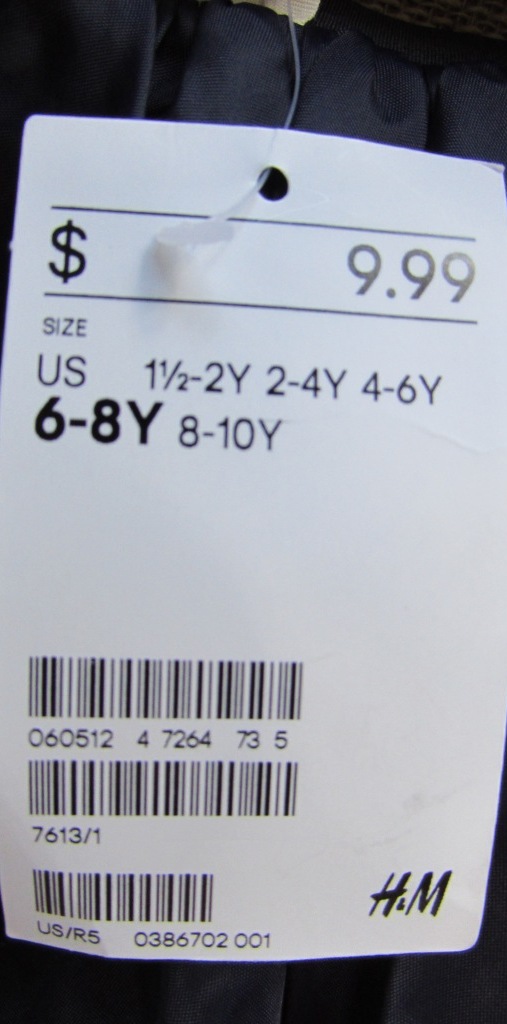 $ 9.99
SIZE
US 1½-2Y 2-4Y 4-6Y
6-8Y 8-10Y
060512 4 7264 73 5
7613/1
H&M
US/R5 0386702 001